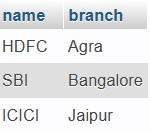 name branch
HDFC Agra
SBI Bangalore
ICICI Jaipur